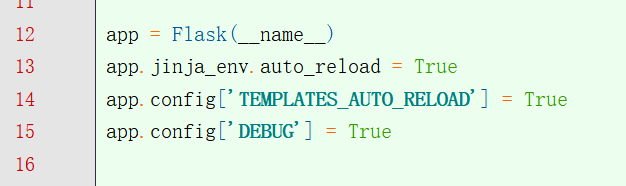 11
12 app = Flask(__name__)
13 app.jinja_env.auto_reload = True
14 app.config['TEMPLATES_AUTO_RELOAD'] = True
15 app.config['DEBUG'] = True
16